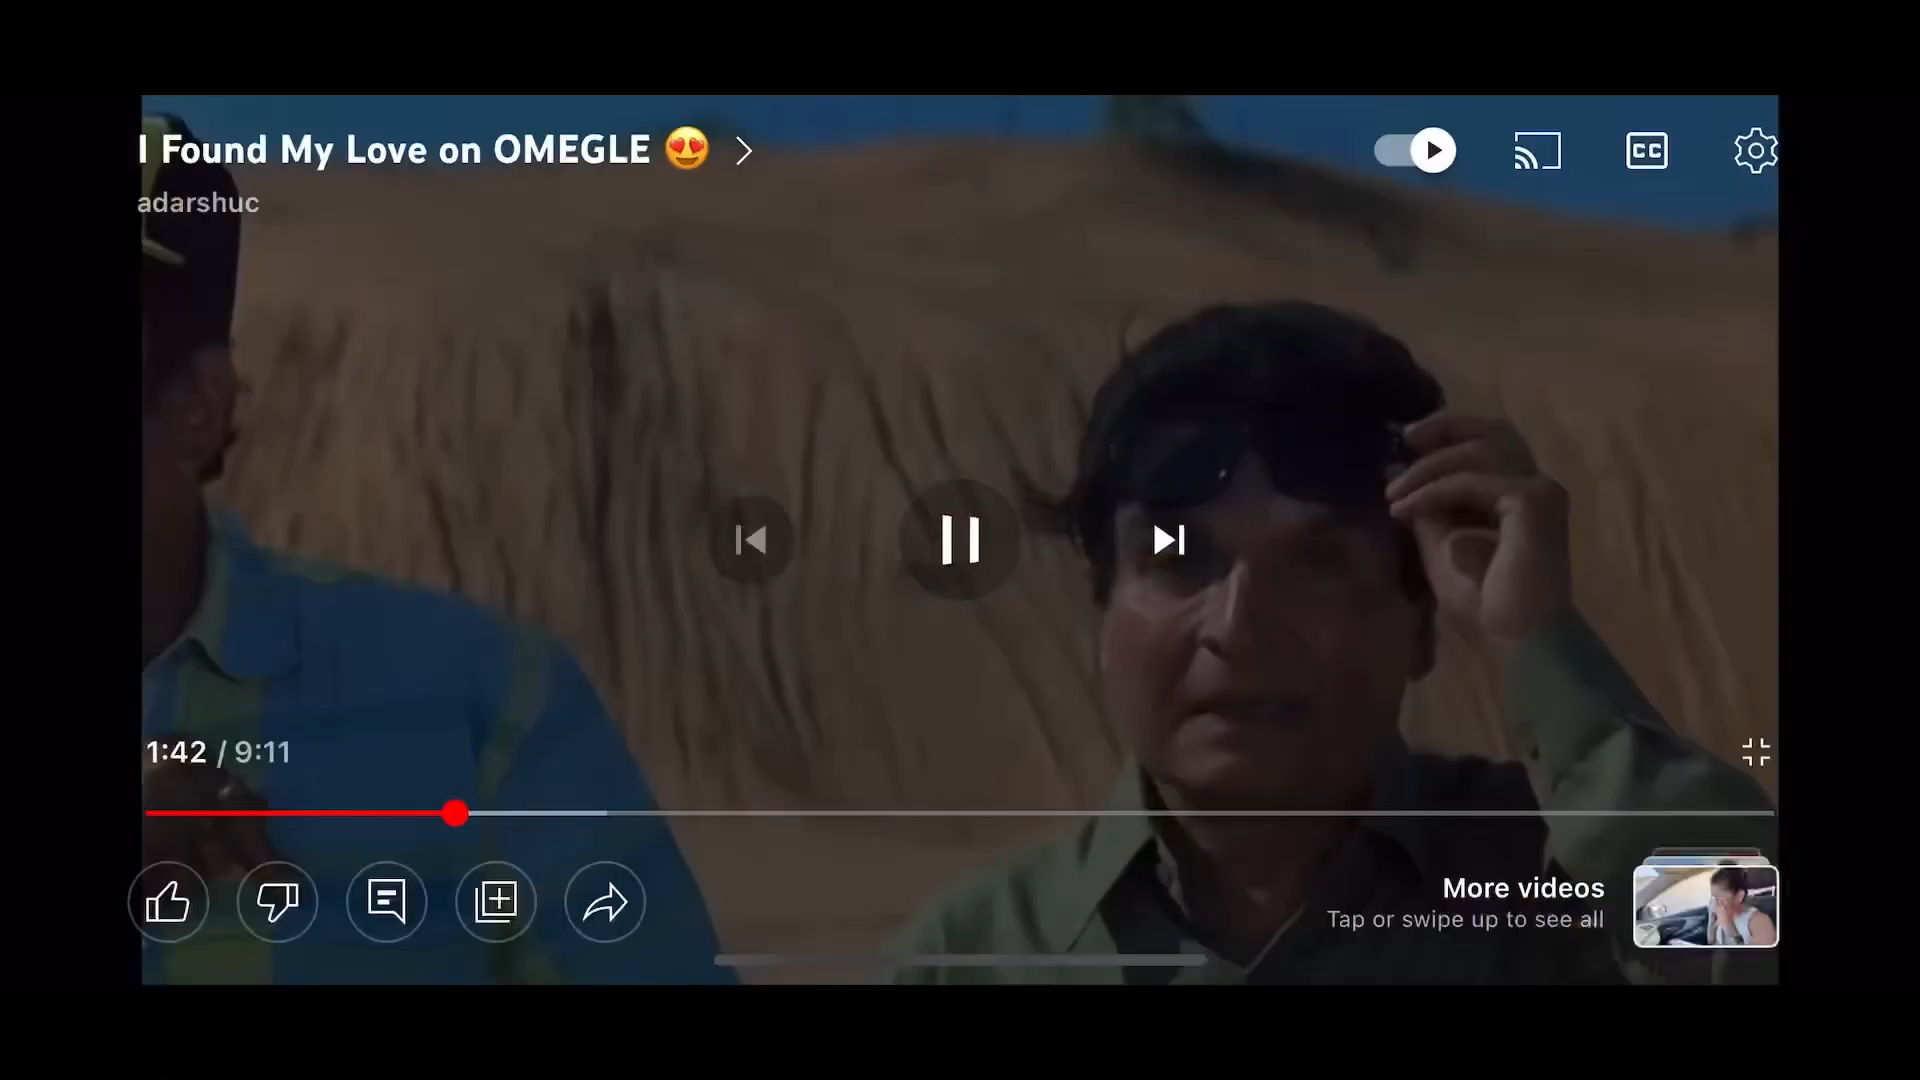 I Found My Love on OMEGLE 😍
adarshuc
CC
1:42 / 9:11
More videos
Tap or swipe up to see all